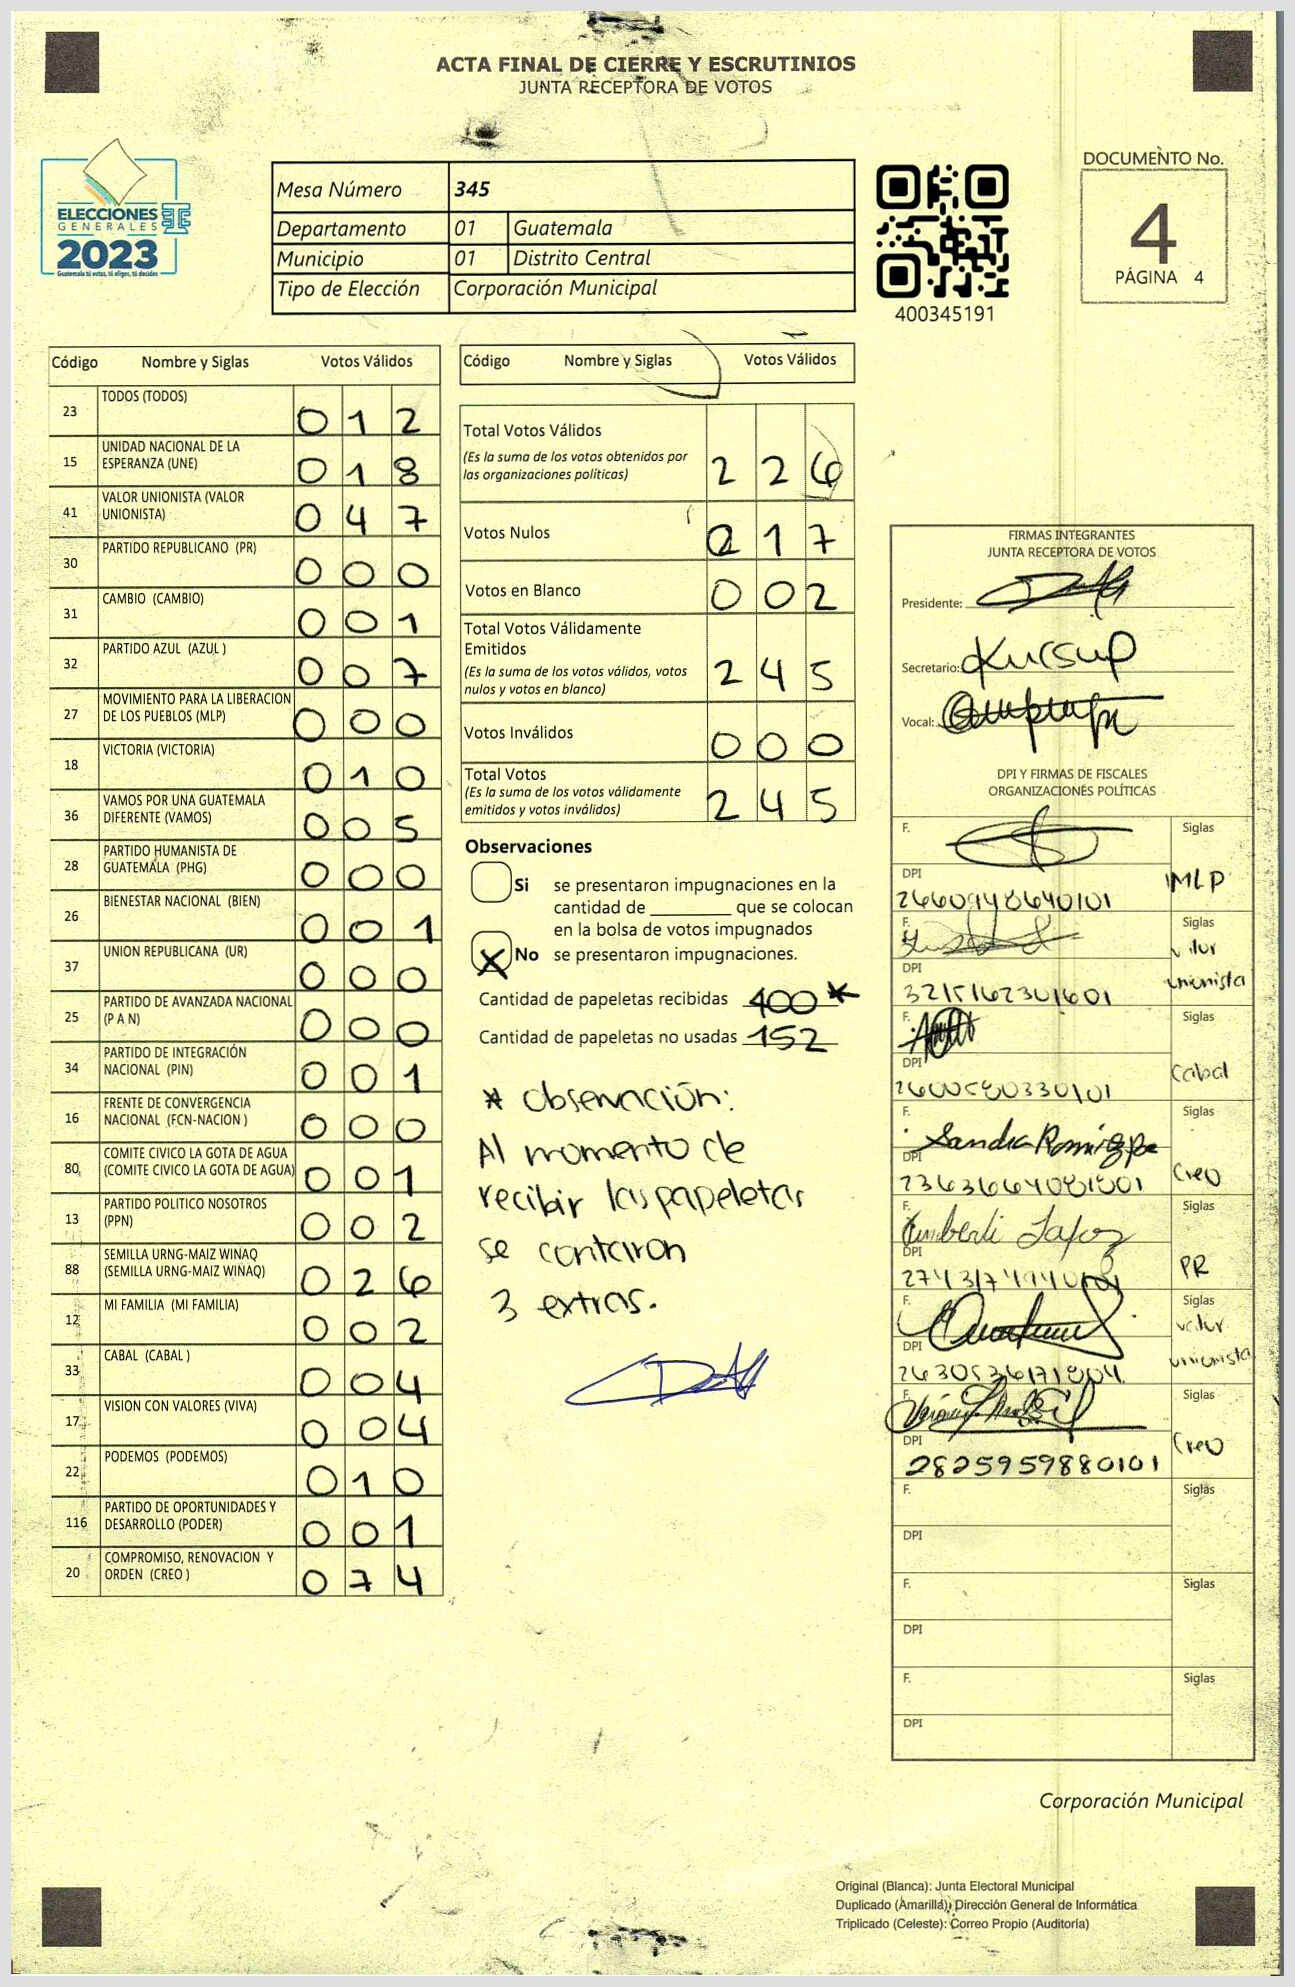 ACTA FINAL DE CIERRE Y ESCRUTINIOS
JUNTA RECEPTORA DE VOTOS
ELECCIONES
GENERALES
2023
Guatemala tú votas, tú eliges, tú decides
Mesa Número 345
Departamento 01 Guatemala
Municipio 01 Distrito Central
Tipo de Elección Corporación Municipal
400345191
DOCUMENTO No.
4
PÁGINA 4
Código Nombre y Siglas Votos Válidos
23 TODOS (TODOS) 0 1 2
15 UNIDAD NACIONAL DE LA
ESPERANZA (UNE) 0 1 8
41 VALOR UNIONISTA (VALOR
UNIONISTA) 0 4 7
30 PARTIDO REPUBLICANO (PR) 0 0 0
31 CAMBIO (CAMBIO) 0 0 1
32 PARTIDO AZUL (AZUL ) 0 0 7
27 MOVIMIENTO PARA LA LIBERACION
DE LOS PUEBLOS (MLP) 0 0 0
18 VICTORIA (VICTORIA) 0 1 0
36 VAMOS POR UNA GUATEMALA
DIFERENTE (VAMOS) 0 0 5
28 PARTIDO HUMANISTA DE
GUATEMALA (PHG) 0 0 0
26 BIENESTAR NACIONAL (BIEN) 0 0 1
37 UNION REPUBLICANA (UR) 0 0 0
25 PARTIDO DE AVANZADA NACIONAL
(P A N) 0 0 0
34 PARTIDO DE INTEGRACIÓN
NACIONAL (PIN) 0 0 1
16 FRENTE DE CONVERGENCIA
NACIONAL (FCN-NACION ) 0 0 0
80 COMITE CIVICO LA GOTA DE AGUA
(COMITE CIVICO LA GOTA DE AGUA) 0 0 1
13 PARTIDO POLITICO NOSOTROS
(PPN) 0 0 2
88 SEMILLA URNG-MAIZ WINAQ
(SEMILLA URNG-MAIZ WINAQ) 0 2 6
12 MI FAMILIA (MI FAMILIA) 0 0 2
33 CABAL (CABAL ) 0 0 4
17 VISION CON VALORES (VIVA) 0 0 4
22 PODEMOS (PODEMOS) 0 1 0
116 PARTIDO DE OPORTUNIDADES Y
DESARROLLO (PODER) 0 0 1
20 COMPROMISO, RENOVACION Y
ORDEN (CREO ) 0 7 4
Código Nombre y Siglas Votos Válidos
Total Votos Válidos
(Es la suma de los votos obtenidos por
las organizaciones políticas) 2 2 6
Votos Nulos 0 1 7
Votos en Blanco 0 0 2
Total Votos Válidamente
Emitidos
(Es la suma de los votos válidos, votos
nulos y votos en blanco) 2 4 5
Votos Inválidos 0 0 0
Total Votos
(Es la suma de los votos válidamente
emitidos y votos inválidos) 2 4 5
Observaciones
Si se presentaron impugnaciones en la
cantidad de ________ que se colocan
en la bolsa de votos impugnados
X No se presentaron impugnaciones.
Cantidad de papeletas recibidas 400 *
Cantidad de papeletas no usadas 152
* Observación:
Al momento de
recibir las papeletas
se contaron
3 extras.
FIRMAS INTEGRANTES
JUNTA RECEPTORA DE VOTOS
Presidente:
Secretario:
Vocal:
DPI Y FIRMAS DE FISCALES
ORGANIZACIONES POLÍTICAS
F. Siglas
DPI MLP
F. Siglas
DPI valor
unionista
F. Siglas
DPI Cabal
F. Sandra Siglas
DPI Creo
F. Siglas
DPI PR
F. Siglas
DPI valor
unionista
F. Siglas
DPI Creo
2825959880101
F. Siglas
DPI
F. Siglas
DPI
F. Siglas
DPI
Corporación Municipal
Original (Blanca): Junta Electoral Municipal
Duplicado (Amarilla): Dirección General de Informática
Triplicado (Celeste): Correo Propio (Auditoría)